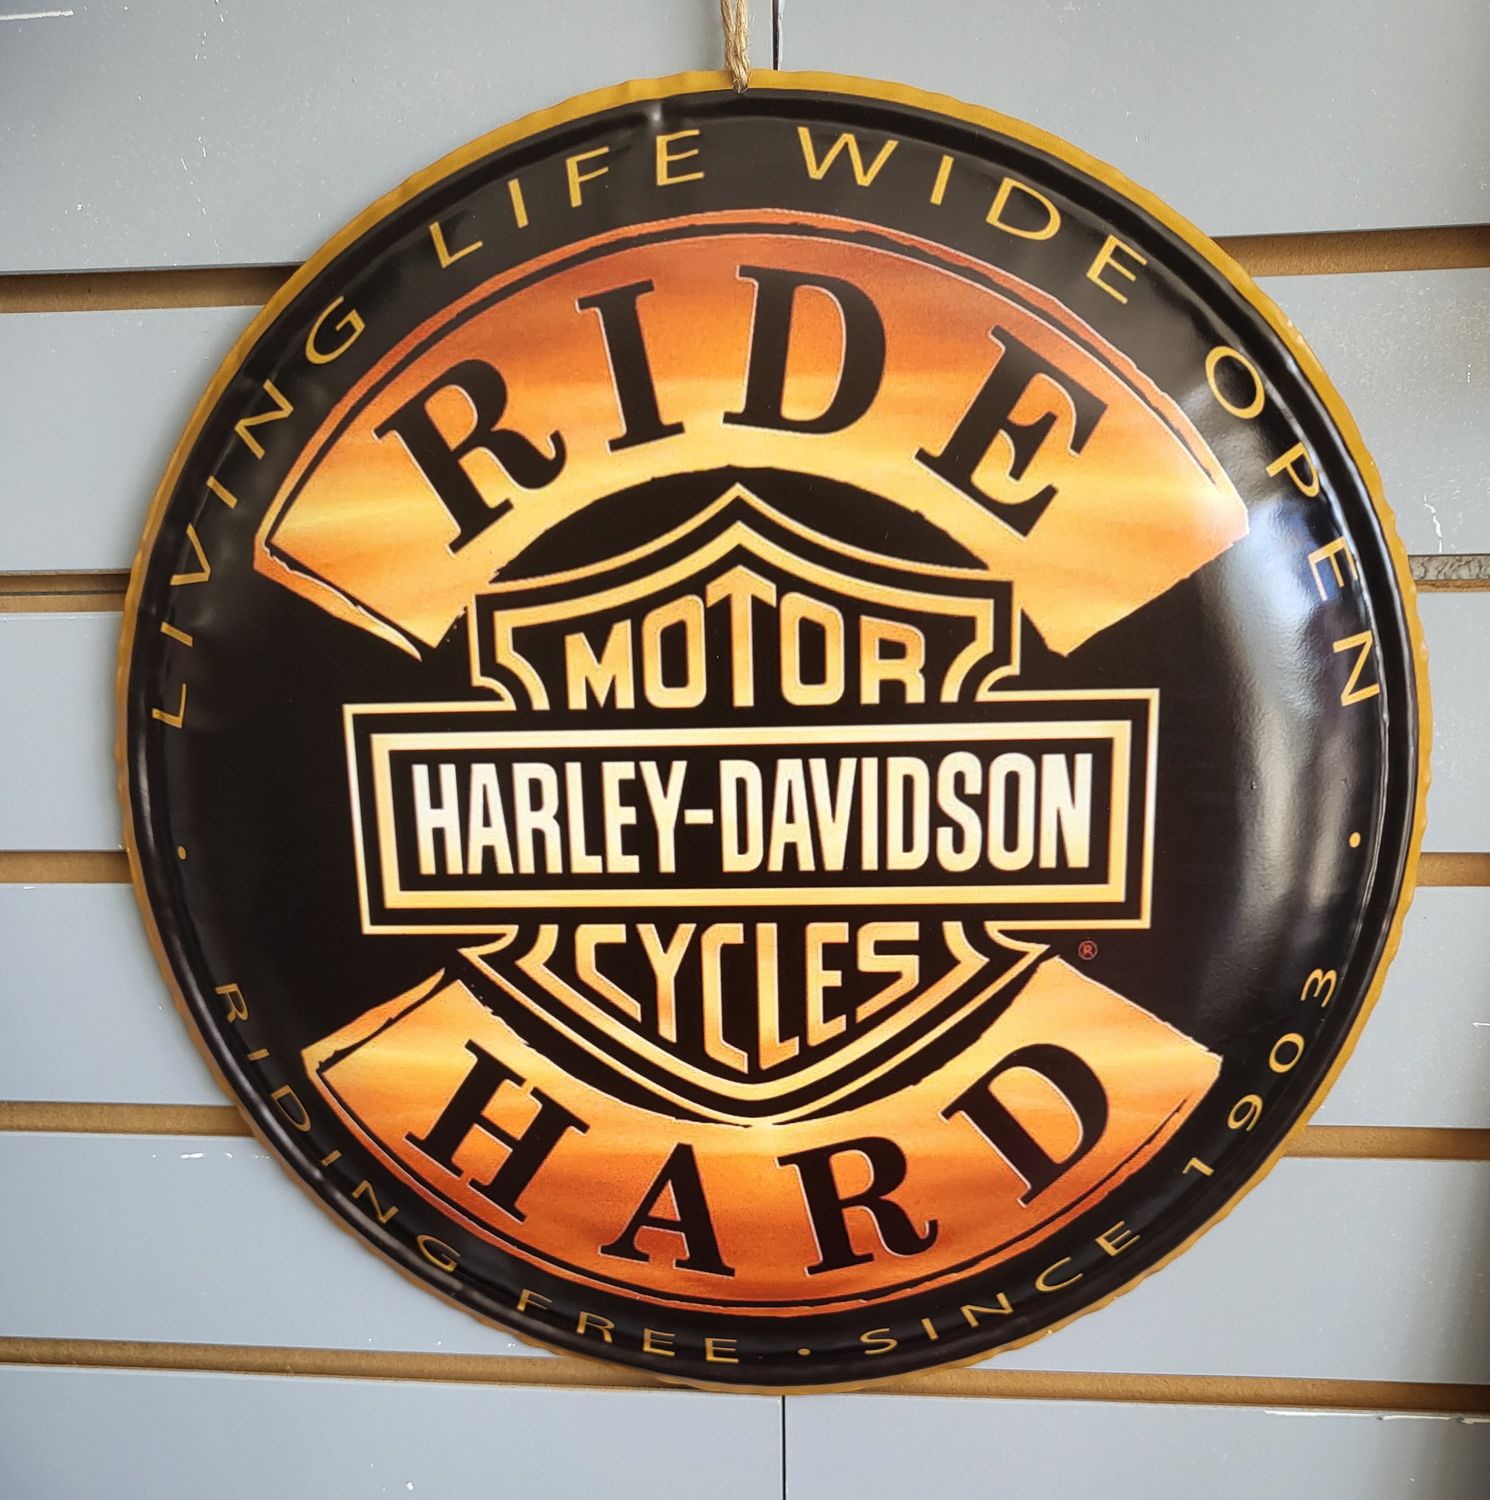 LIVING LIFE WIDE OPEN
RIDE
MOTOR
HARLEY-DAVIDSON
CYCLES
®
HARD
• RIDING FREE • SINCE 1903 •